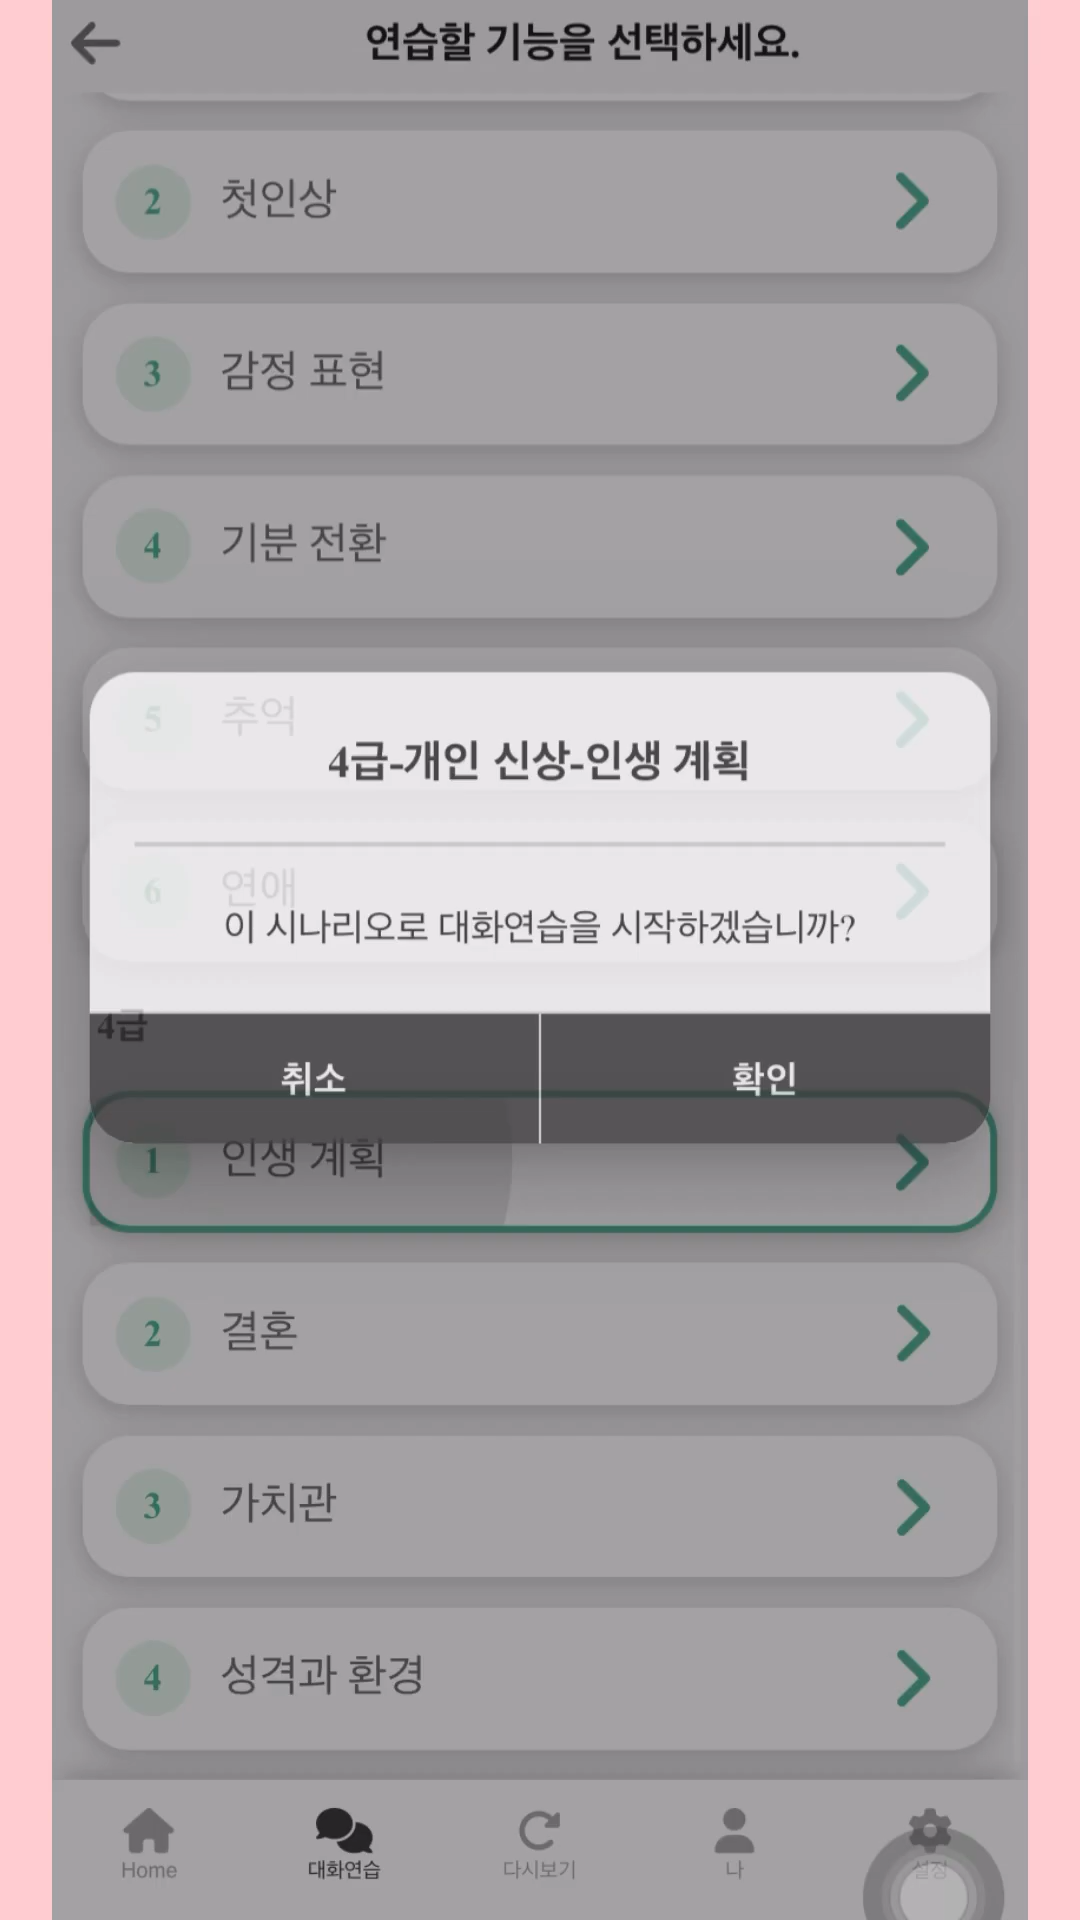 연습할 기능을 선택하세요.
2 첫인상
3 감정 표현
4 기분 전환
5 추억
4급-개인 신상-인생 계획
6 연애
이 시나리오로 대화연습을 시작하겠습니까?
4급
취소 확인
1 인생 계획
2 결혼
3 가치관
4 성격과 환경
Home 대화연습 다시보기 나 설정